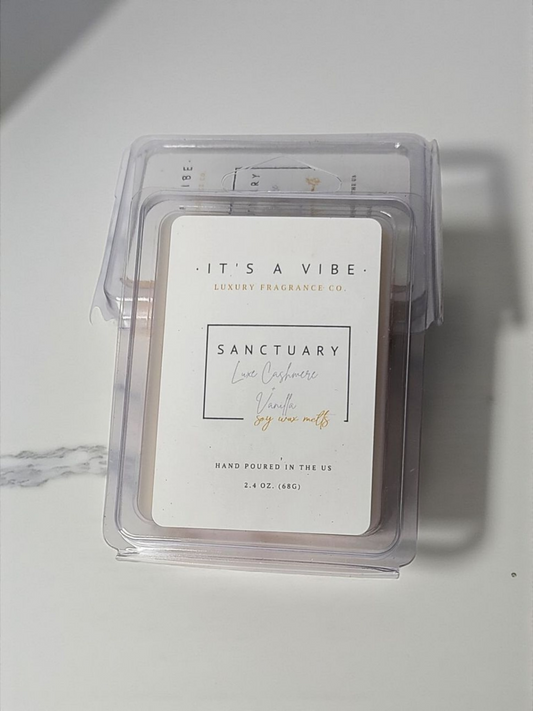 · IT'S A VIBE ·
LUXURY FRAGRANCE CO.
SANCTUARY
Luxe Cashmere
+
Vanilla
soy wax melts
HAND POURED IN THE US
2.4 OZ. (68G)